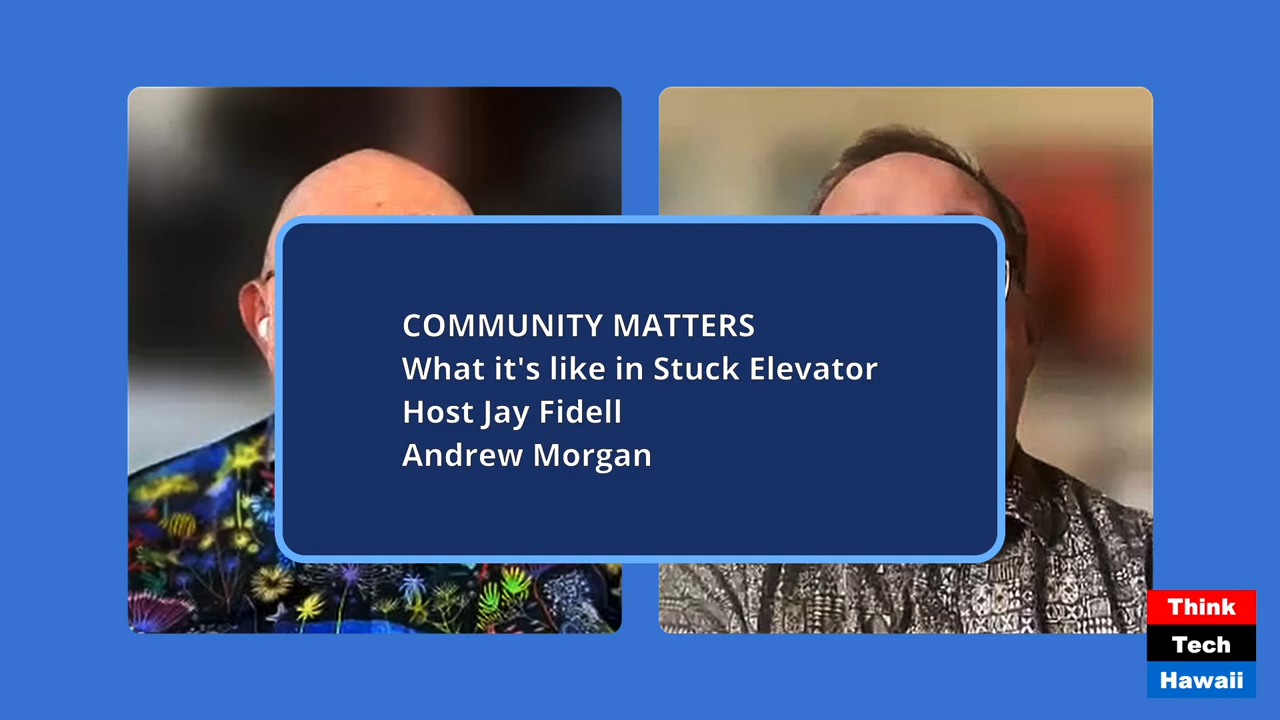 COMMUNITY MATTERS
What it's like in Stuck Elevator
Host Jay Fidell
Andrew Morgan
Think
Tech
Hawaii